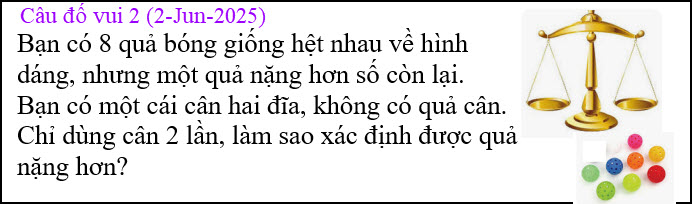 Câu đố vui 2 (2-Jun-2025)
Bạn có 8 quả bóng giống hệt nhau về hình
dáng, nhưng một quả nặng hơn số còn lại.
Bạn có một cái cân hai đĩa, không có quả cân.
Chỉ dùng cân 2 lần, làm sao xác định được quả
nặng hơn?